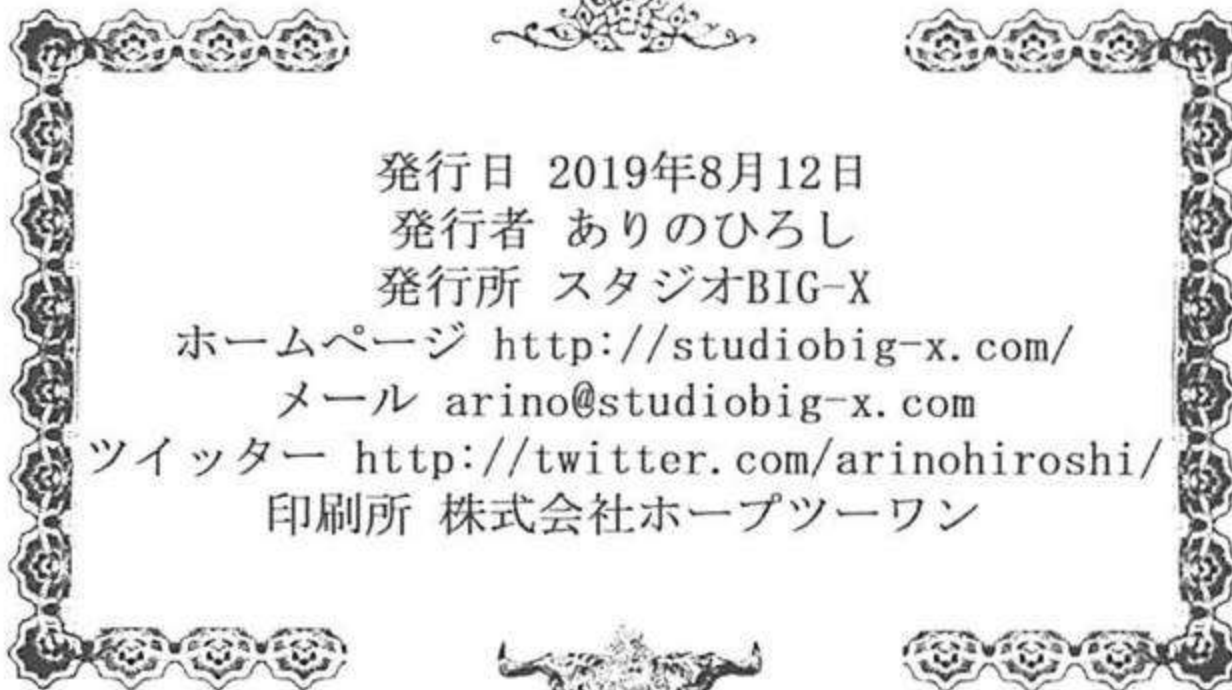 発行日 2019年8月12日
発行者 ありのひろし
発行所 スタジオBIG-X
ホームページ http://studiobig-x.com/
メール arino@studiobig-x.com
ツイッター http://twitter.com/arinohiroshi/
印刷所 株式会社ホープツーワン